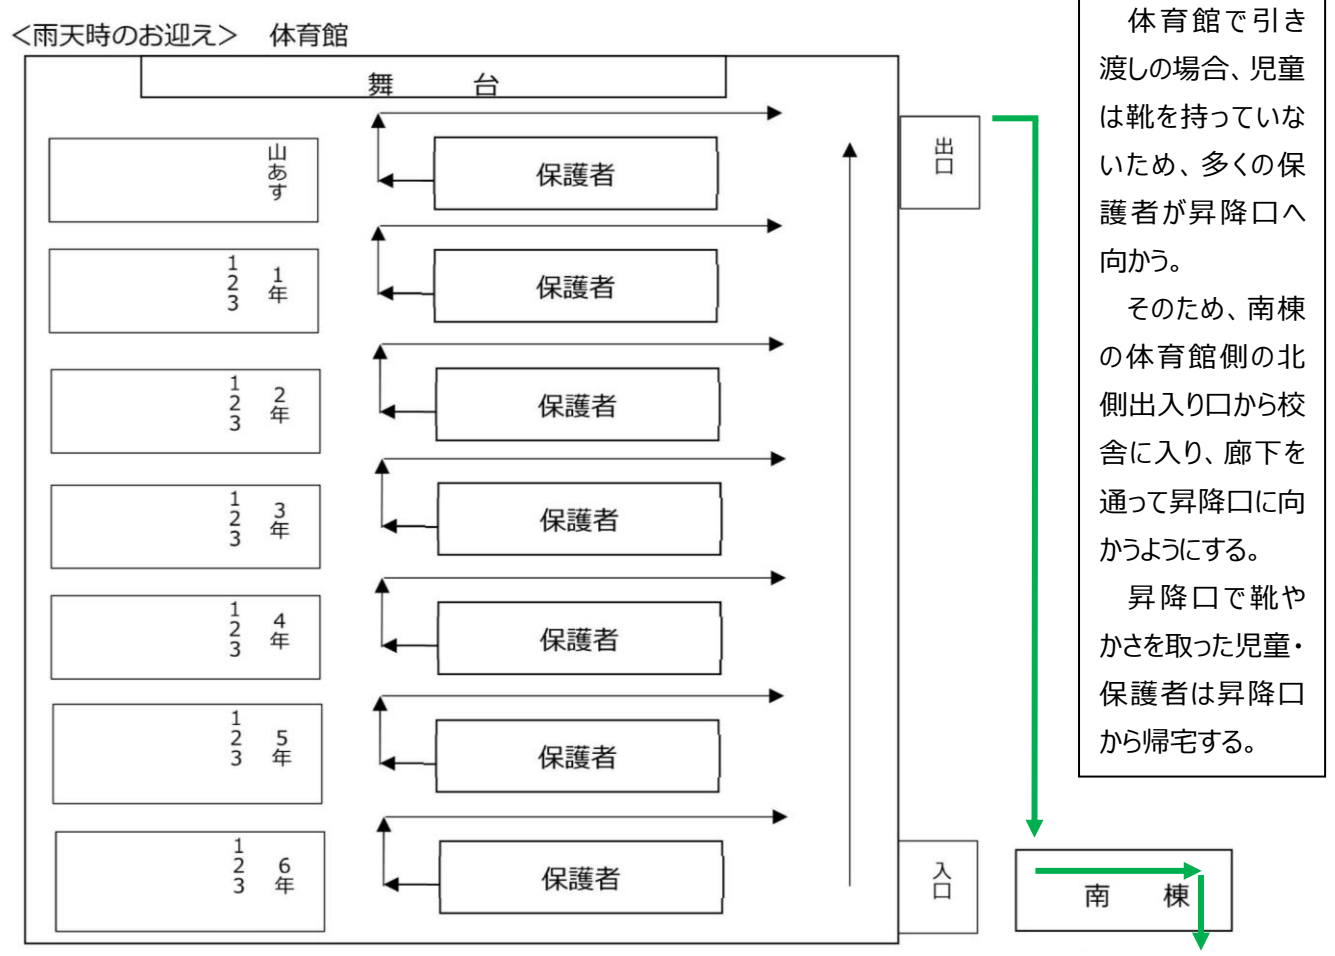 ＜雨天時のお迎え＞　体育館
舞　台
山あす
保護者
出口
1年
1
2
3
保護者
2年
1
2
3
保護者
3年
1
2
3
保護者
4年
1
2
3
保護者
5年
1
2
3
保護者
6年
1
2
3
保護者
入口
南　棟
体育館で引き
渡しの場合、児童
は靴を持っていな
いため、多くの保
護者が昇降口へ
向かう。
そのため、南棟
の体育館側の北
側出入り口から校
舎に入り、廊下を
通って昇降口に向
かうようにする。
昇降口で靴や
かさを取った児童・
保護者は昇降口
から帰宅する。